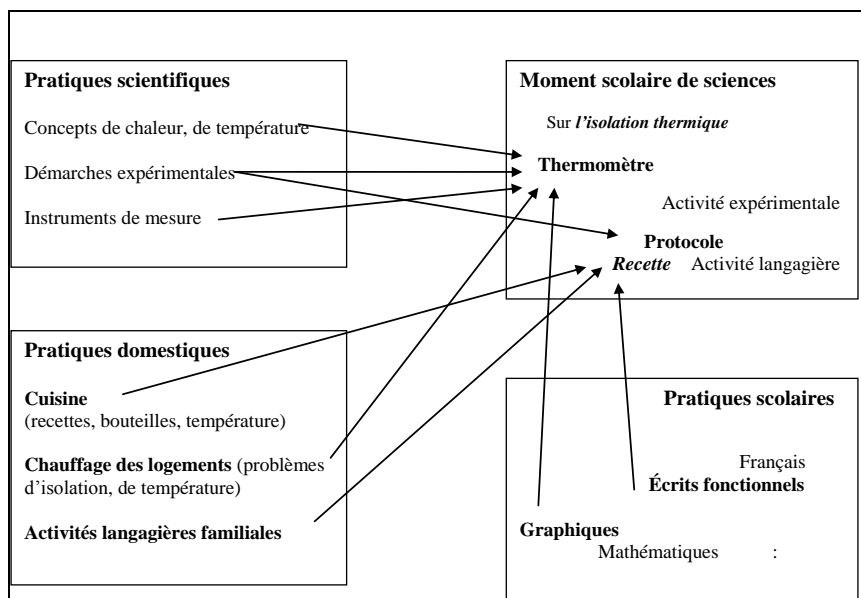 Pratiques scientifiques
Concepts de chaleur, de température
Démarches expérimentales
Instruments de mesure
Moment scolaire de sciences
Sur l’isolation thermique
Thermomètre
Activité expérimentale
Protocole
Recette Activité langagière
Pratiques domestiques
Cuisine
(recettes, bouteilles, température)
Chauffage des logements (problèmes
d’isolation, de température)
Activités langagières familiales
Pratiques scolaires
Français
Écrits fonctionnels
Graphiques
Mathématiques :